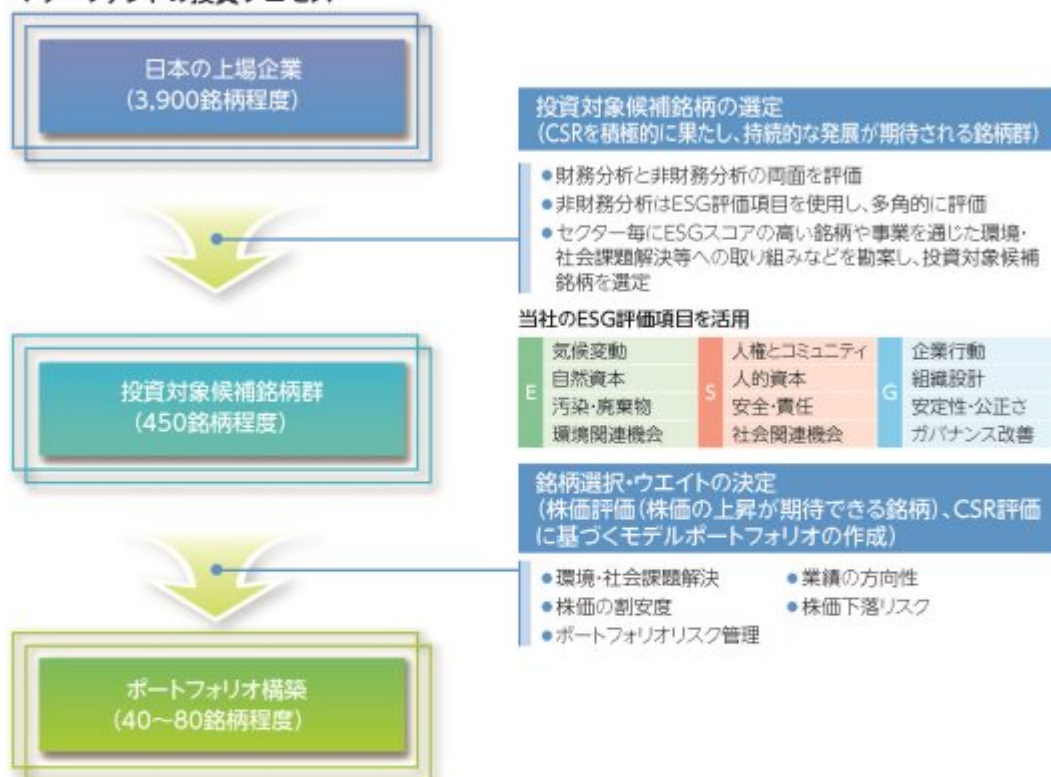 日本の上場企業
(3,900銘柄程度)
投資対象候補銘柄の選定
(CSRを積極的に果たし、持続的な発展が期待される銘柄群)
●財務分析と非財務分析の両面を評価
●非財務分析はESG評価項目を使用し、多角的に評価
●セクター毎にESGスコアの高い銘柄や事業を通じた環境・
社会課題解決等への取り組みなどを勘案し、投資対象候補
銘柄を選定
当社のESG評価項目を活用
E
気候変動
自然資本
汚染・廃棄物
環境関連機会
S
人権とコミュニティ
人的資本
安全・責任
社会関連機会
G
企業行動
組織設計
安定性・公正さ
ガバナンス改善
投資対象候補銘柄群
(450銘柄程度)
銘柄選択・ウエイトの決定
(株価評価(株価の上昇が期待できる銘柄)、CSR評価
に基づくモデルポートフォリオの作成)
●環境・社会課題解決 ●業績の方向性
●株価の割安度 ●株価下落リスク
●ポートフォリオリスク管理
ポートフォリオ構築
(40〜80銘柄程度)